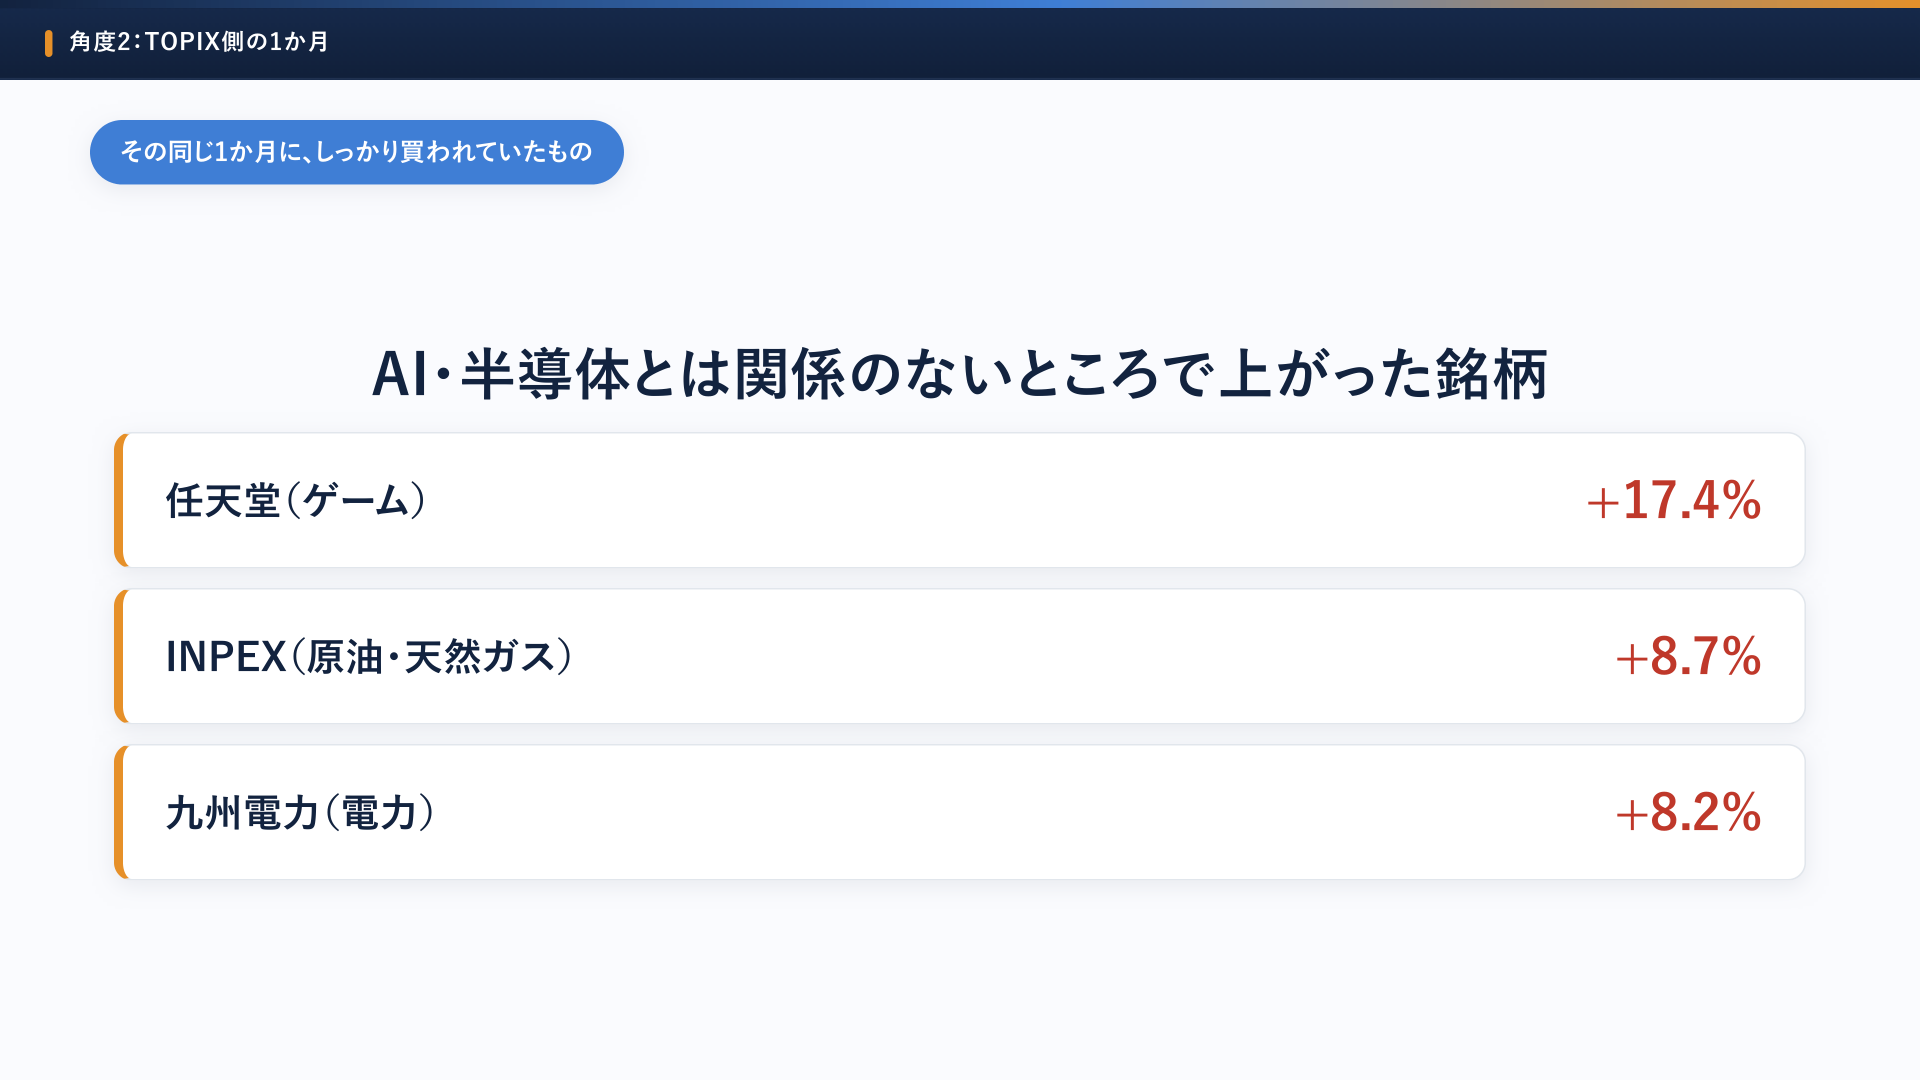 角度2：TOPIX側の1か月
その同じ1か月に、しっかり買われていたもの
AI・半導体とは関係のないところで上がった銘柄
任天堂（ゲーム）
+17.4%
INPEX（原油・天然ガス）
+8.7%
九州電力（電力）
+8.2%